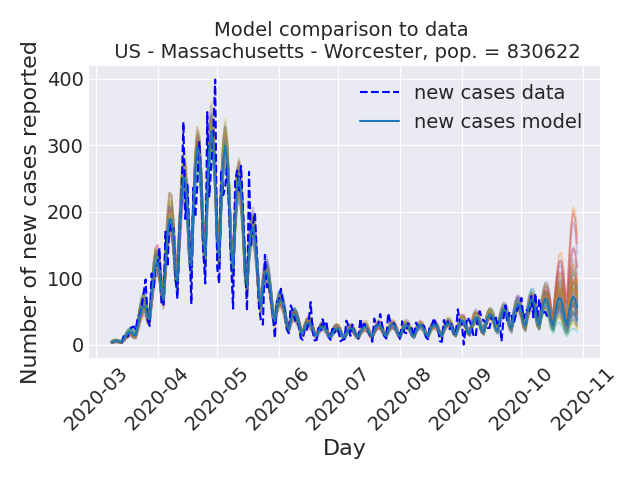 Model comparison to data
US - Massachusetts - Worcester, pop. = 830622
Number of new cases reported
400
300
200
100
0
new cases data
new cases model
2020-03
2020-04
2020-05
2020-06
2020-07
2020-08
2020-09
2020-10
2020-11
Day